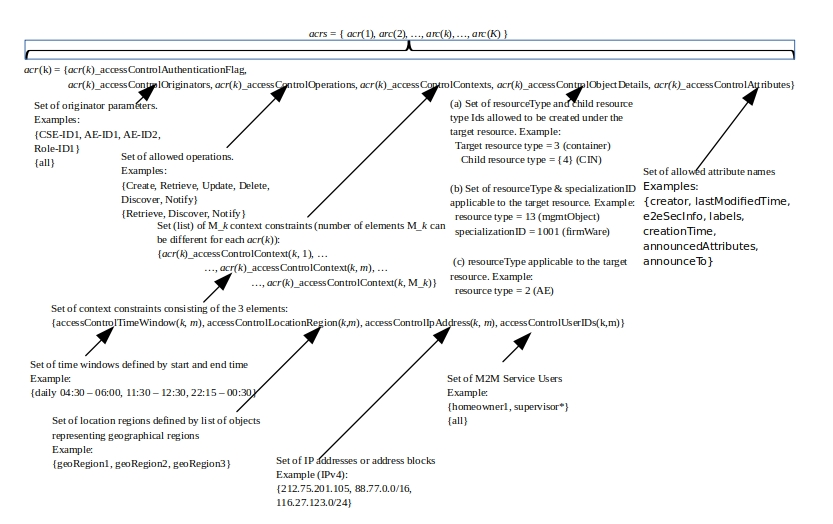 acrs = { acr(1), arc(2), …, arc(k), …, arc(K) }
acr(k) = {acr(k)_accessControlAuthenticationFlag,
acr(k)_accessControlOriginators, acr(k)_accessControlOperations, acr(k)_accessControlContexts, acr(k)_accessControlObjectDetails, acr(k)_accessControlAttributes}
Set of originator parameters.
Examples:
{CSE-ID1, AE-ID1, AE-ID2,
Role-ID1}
{all}
Set of allowed operations.
Examples:
{Create, Retrieve, Update, Delete,
Discover, Notify}
{Retrieve, Discover, Notify}
Set (list) of M_k context constraints (number of elements M_k can
be different for each acr(k)):
{acr(k)_accessControlContext(k, 1), …
…, acr(k)_accessControlContext(k, m), …
…, acr(k)_accessControlContext(k, M_k)}
(a) Set of resourceType and child resource
type Ids allowed to be created under the
target resource. Example:
Target resource type = 3 (container)
Child resource type = {4} (CIN)
(b) Set of resourceType & specializationID
applicable to the target resource. Example:
resource type = 13 (mgmtObject)
specializationID = 1001 (firmWare)
(c) resourceType applicable to the target
resource. Example:
resource type = 2 (AE)
Set of allowed attribute names
Examples:
{creator, lastModifiedTime,
e2eSecInfo, labels,
creationTime,
announcedAttributes,
announceTo}
Set of context constraints consisting of the 3 elements:
{accessControlTimeWindow(k, m), accessControlLocationRegion(k,m), accessControlIpAddress(k, m), accessControlUserIDs(k,m)}
Set of time windows defined by start and end time
Example:
{daily 04:30 – 06:00, 11:30 – 12:30, 22:15 – 00:30}
Set of location regions defined by list of objects
representing geographical regions
Example:
{geoRegion1, geoRegion2, geoRegion3}
Set of IP addresses or address blocks
Example (IPv4):
{212.75.201.105, 88.77.0.0/16,
116.27.123.0/24}
Set of M2M Service Users
Example:
{homeowner1, supervisor*}
{all}